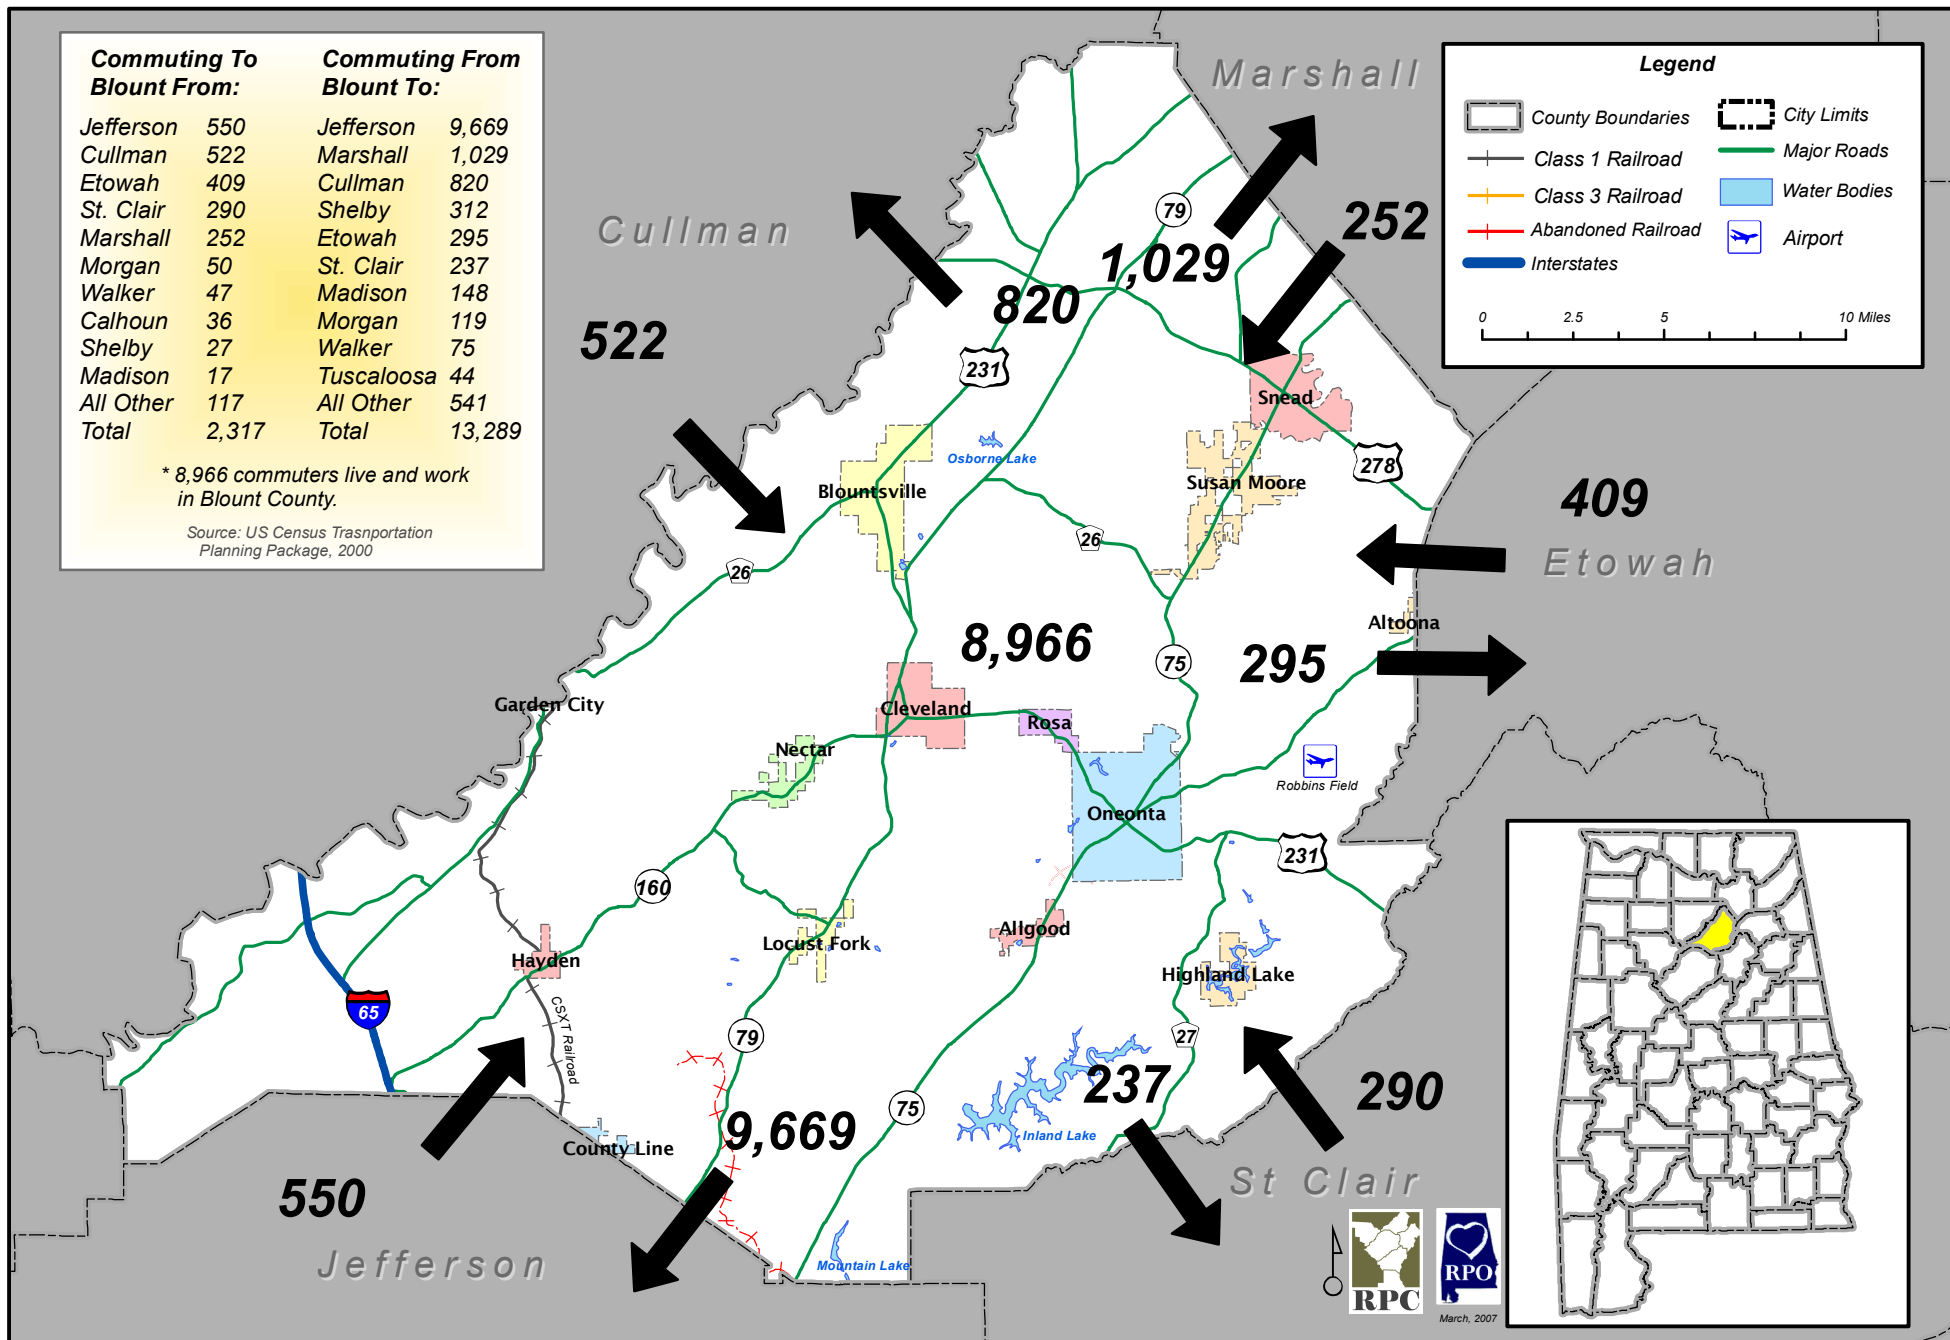 Commuting To Blount From:
Commuting From Blount To:
Jefferson 550 Jefferson 9,669
Cullman 522 Marshall 1,029
Etowah 409 Cullman 820
St. Clair 290 Shelby 312
Marshall 252 Etowah 295
Morgan 50 St. Clair 237
Walker 47 Madison 148
Calhoun 36 Morgan 119
Shelby 27 Walker 75
Madison 17 Tuscaloosa 44
All Other 117 All Other 541
Total 2,317 Total 13,289
* 8,966 commuters live and work
in Blount County.
Source: US Census Trasnportation
Planning Package, 2000
Legend
County Boundaries
City Limits
Class 1 Railroad
Major Roads
Class 3 Railroad
Water Bodies
Abandoned Railroad
Airport
Interstates
0 2.5 5 10 Miles
Marshall
Cullman
252
79
1,029
820
522
231
Snead
278
Osborne Lake
Susan Moore
Blountsville
409
Etowah
26
26
Altoona
8,966
295
75
Garden City
Cleveland
Rosa
Nectar
Robbins Field
Oneonta
231
160
Allgood
Locust Fork
Hayden
Highland Lake
65
CSXT Railroad
79
27
237
290
75
9,669
Inland Lake
County Line
St Clair
550
Jefferson
Mountain Lake
RPC
RPO
March, 2007